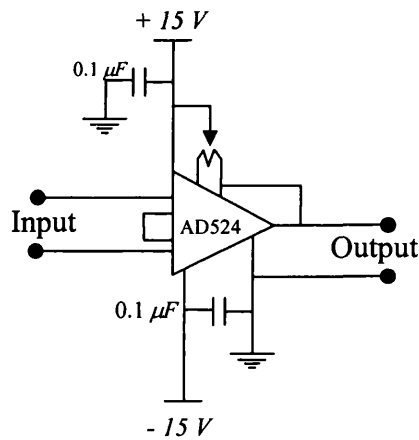 + 15 V
0.1 μF
Input
AD524
Output
0.1 μF
- 15 V